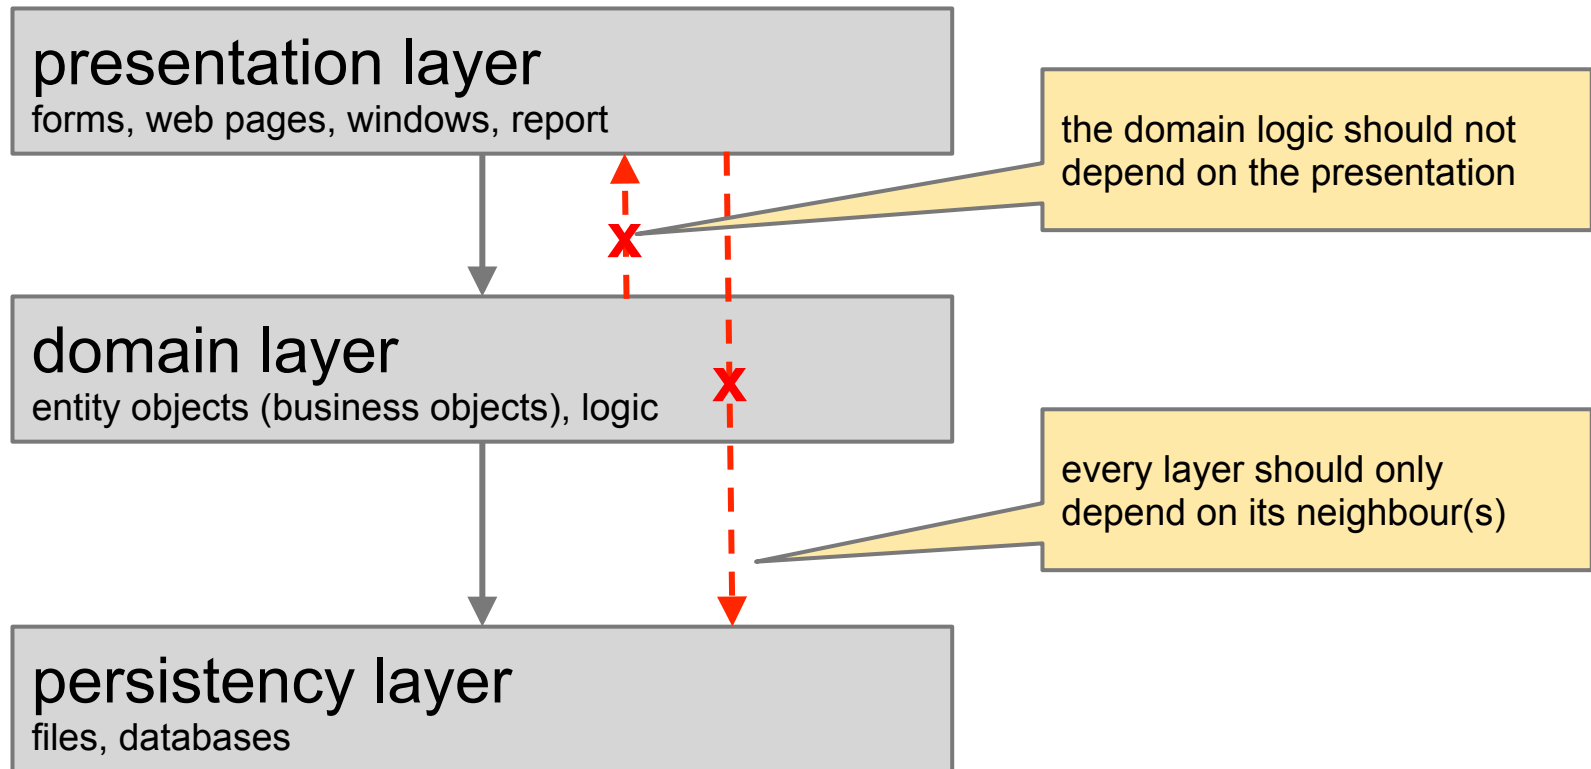 presentation layer
forms, web pages, windows, report
the domain logic should not
depend on the presentation
x
domain layer
entity objects (business objects), logic
x
every layer should only
depend on its neighbour(s)
persistency layer
files, databases